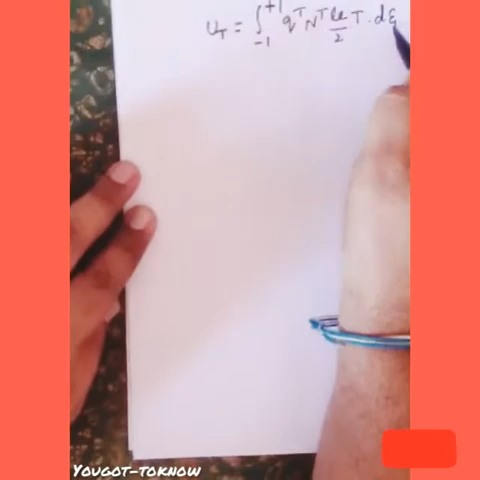 U_T = ∫_{-1}^{+1} q^T N^T le/2 T. dξ
YOUGOT-TOKNOW